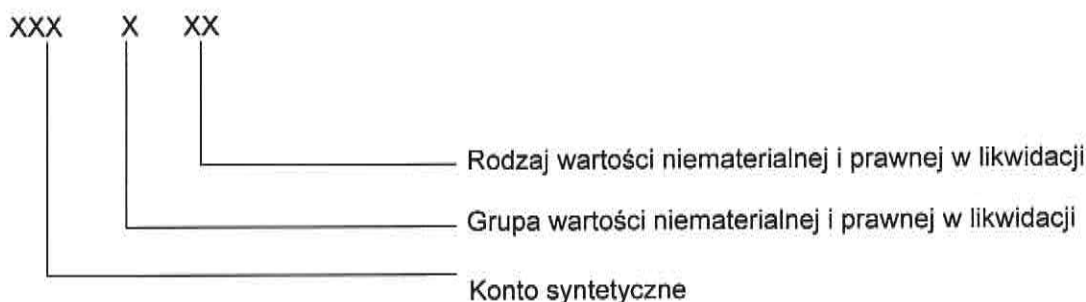 XXX X XX
Rodzaj wartości niematerialnej i prawnej w likwidacji
Grupa wartości niematerialnej i prawnej w likwidacji
Konto syntetyczne